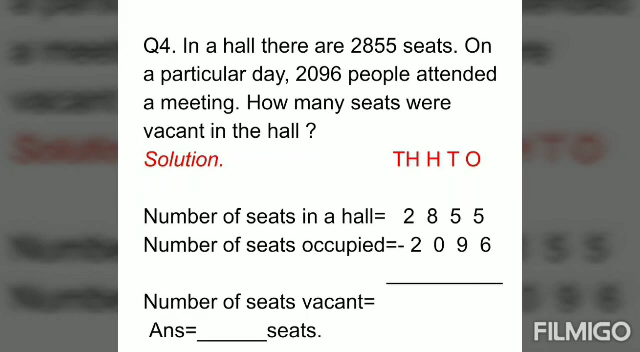 Q4. In a hall there are 2855 seats. On
a particular day, 2096 people attended
a meeting. How many seats were
vacant in the hall ?
Solution. TH H T O
Number of seats in a hall= 2 8 5 5
Number of seats occupied=- 2 0 9 6
Number of seats vacant=
Ans=______seats.
FILMIGO